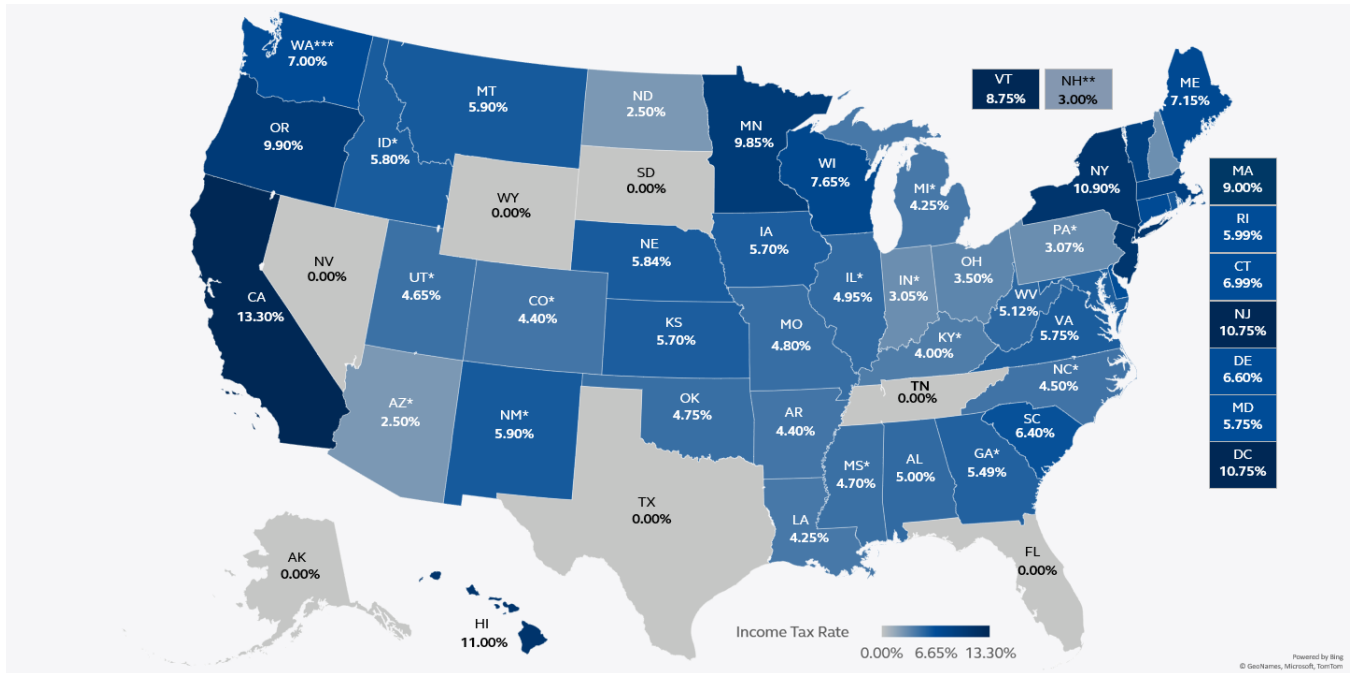 WA***
7.00%
OR
9.90%
CA
13.30%
ID*
5.80%
NV
0.00%
MT
5.90%
WY
0.00%
UT*
4.65%
AZ*
2.50%
CO*
4.40%
NM*
5.90%
ND
2.50%
SD
0.00%
NE
5.84%
KS
5.70%
OK
4.75%
TX
0.00%
MN
9.85%
IA
5.70%
MO
4.80%
AR
4.40%
LA
4.25%
WI
7.65%
IL*
4.95%
MI*
4.25%
IN*
3.05%
OH
3.50%
KY*
4.00%
TN
0.00%
MS*
4.70%
AL
5.00%
GA*
5.49%
FL
0.00%
SC
6.40%
NC*
4.50%
VA
5.75%
WV
5.12%
PA*
3.07%
NY
10.90%
ME
7.15%
VT
8.75%
NH**
3.00%
MA
9.00%
RI
5.99%
CT
6.99%
NJ
10.75%
DE
6.60%
MD
5.75%
DC
10.75%
AK
0.00%
HI
11.00%
Income Tax Rate
0.00% 6.65% 13.30%
Powered by Bing
© GeoNames, Microsoft, TomTom